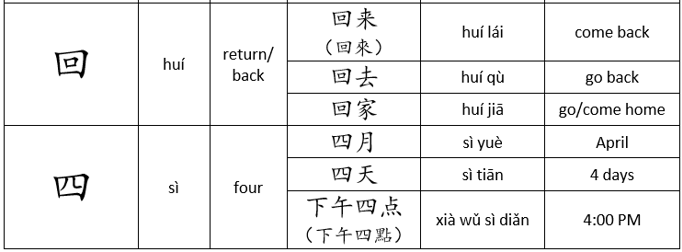 回 huí return/
back
回来
（回來） huí lái come back
回去 huí qù go back
回家 huí jiā go/come home
四 sì four
四月 sì yuè April
四天 sì tiān 4 days
下午四点
（下午四點） xià wǔ sì diǎn 4:00 PM